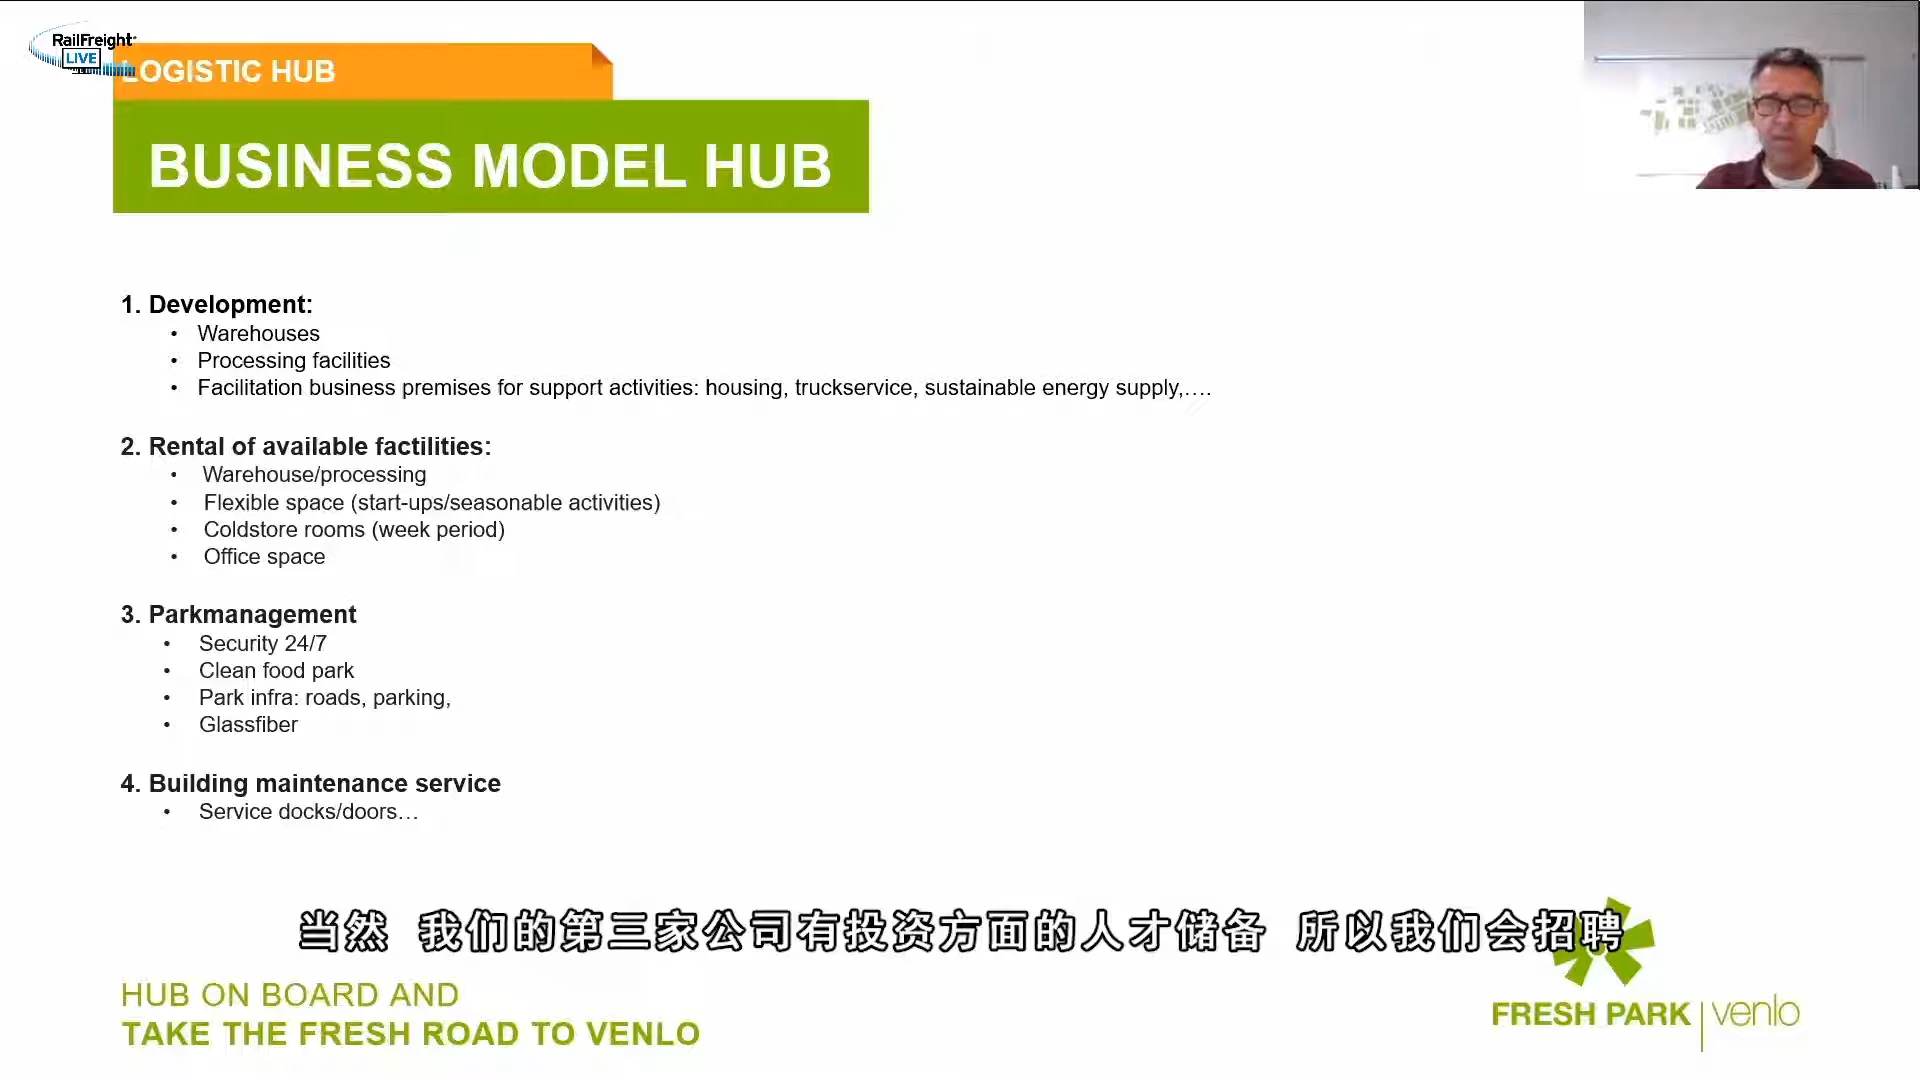 RailFreight
LIVE
LOGISTIC HUB
BUSINESS MODEL HUB
1. Development:
• Warehouses
• Processing facilities
• Facilitation business premises for support activities: housing, truckservice, sustainable energy supply,….
2. Rental of available factilities:
• Warehouse/processing
• Flexible space (start-ups/seasonable activities)
• Coldstore rooms (week period)
• Office space
3. Parkmanagement
• Security 24/7
• Clean food park
• Park infra: roads, parking,
• Glassfiber
4. Building maintenance service
• Service docks/doors…
当然 我们的第三家公司有投资方面的人才储备 所以我们会招聘
HUB ON BOARD AND
TAKE THE FRESH ROAD TO VENLO
FRESH PARK venlo